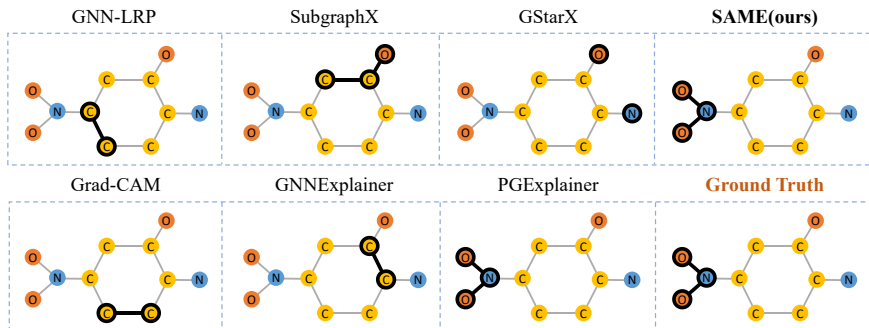 GNN-LRP SubgraphX GStarX SAME(ours)
O O O O
C C C C C C C C
O O O O
N C C N N C C N N C C N N C C N
O O O O
C C C C C C C C
Grad-CAM GNNExplainer PGExplainer Ground Truth
O O O O
C C C C C C C C
O O O O
N C C N N C C N N C C N N C C N
O O O O
C C C C C C C C